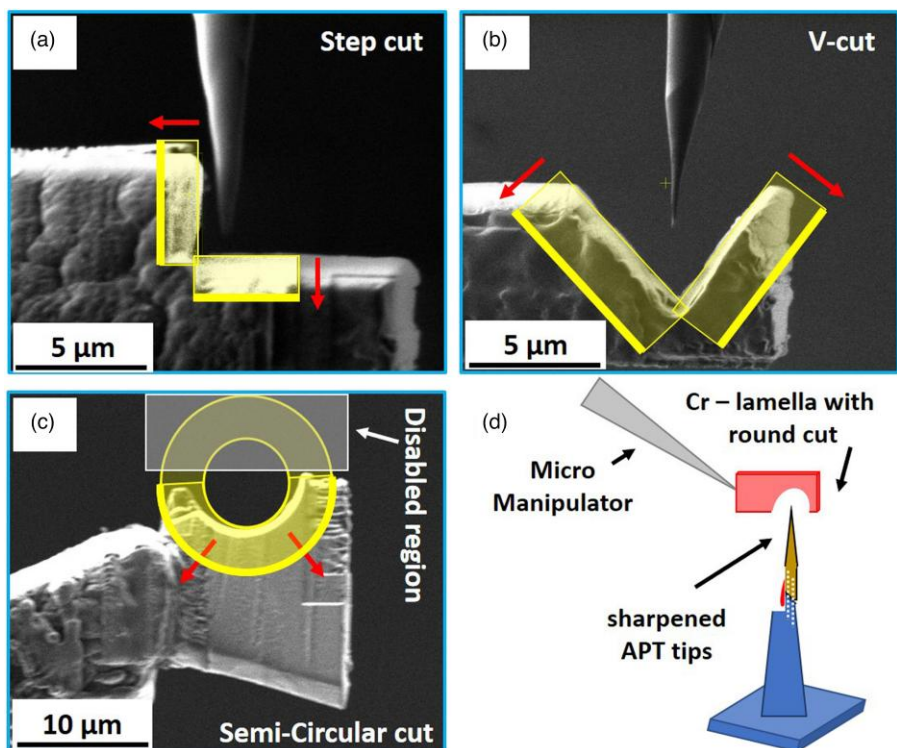 (a)
Step cut
5 µm
(b)
V-cut
5 µm
(c)
Disabled
region
10 µm
Semi-Circular cut
(d)
Cr – lamella with
round cut
Micro
Manipulator
sharpened
APT tips